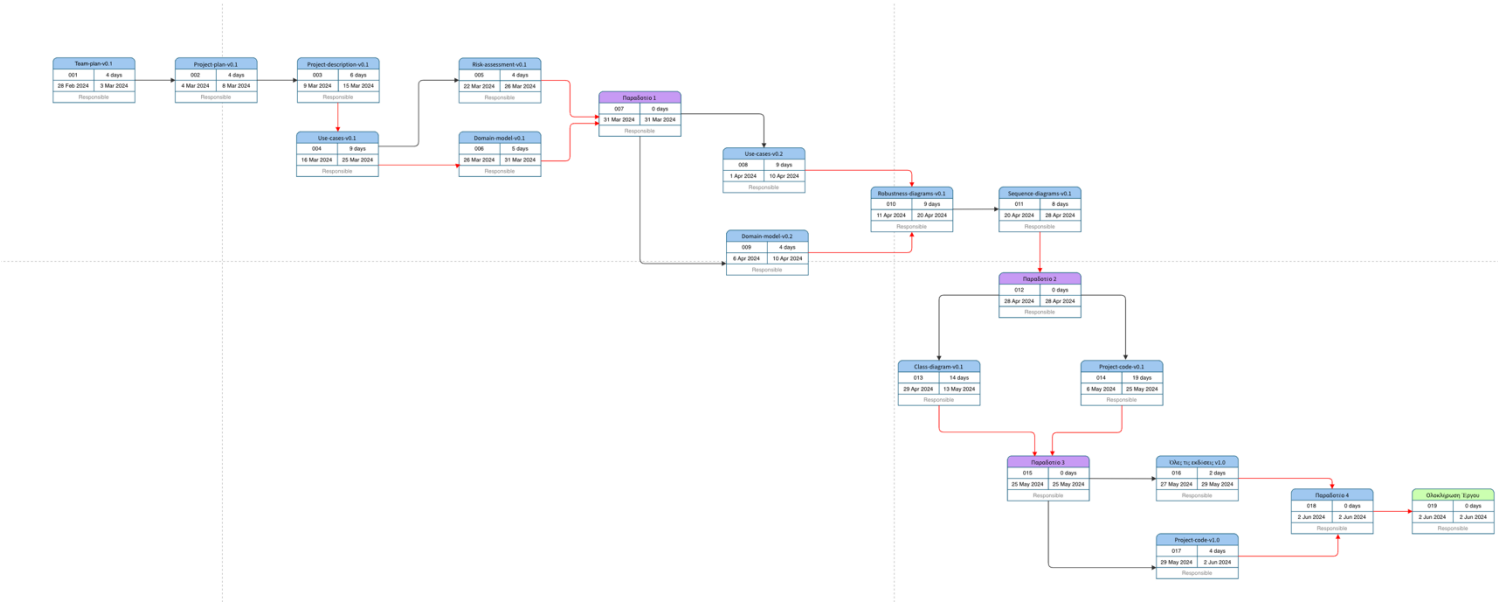 Team-plan-v0.1
001 4 days
28 Feb 2024 3 Mar 2024
Responsible
Project-plan-v0.1
002 4 days
4 Mar 2024 8 Mar 2024
Responsible
Project-description-v0.1
003 6 days
9 Mar 2024 15 Mar 2024
Responsible
Use-cases-v0.1
004 9 days
16 Mar 2024 25 Mar 2024
Responsible
Risk-assessment-v0.1
005 4 days
22 Mar 2024 26 Mar 2024
Responsible
Domain-model-v0.1
006 5 days
26 Mar 2024 31 Mar 2024
Responsible
Παραδοτεο 1
007 0 days
31 Mar 2024 31 Mar 2024
Responsible
Use-cases-v0.2
008 9 days
1 Apr 2024 10 Apr 2024
Responsible
Domain-model-v0.2
009 4 days
6 Apr 2024 10 Apr 2024
Responsible
Robustness-diagrams-v0.1
010 9 days
11 Apr 2024 20 Apr 2024
Responsible
Sequence-diagrams-v0.1
011 8 days
20 Apr 2024 28 Apr 2024
Responsible
Παραδοτεο 2
012 0 days
28 Apr 2024 28 Apr 2024
Responsible
Class-diagram-v0.1
013 14 days
29 Apr 2024 13 May 2024
Responsible
Project-code-v0.1
014 19 days
6 May 2024 25 May 2024
Responsible
Παραδοτεο 3
015 0 days
25 May 2024 25 May 2024
Responsible
Όλες τις εκδόσεις v1.0
016 2 days
27 May 2024 29 May 2024
Responsible
Project-code-v1.0
017 4 days
29 May 2024 2 Jun 2024
Responsible
Παραδοτεο 4
018 0 days
2 Jun 2024 2 Jun 2024
Responsible
Ολοκληρωση Έργου
019 0 days
2 Jun 2024 2 Jun 2024
Responsible